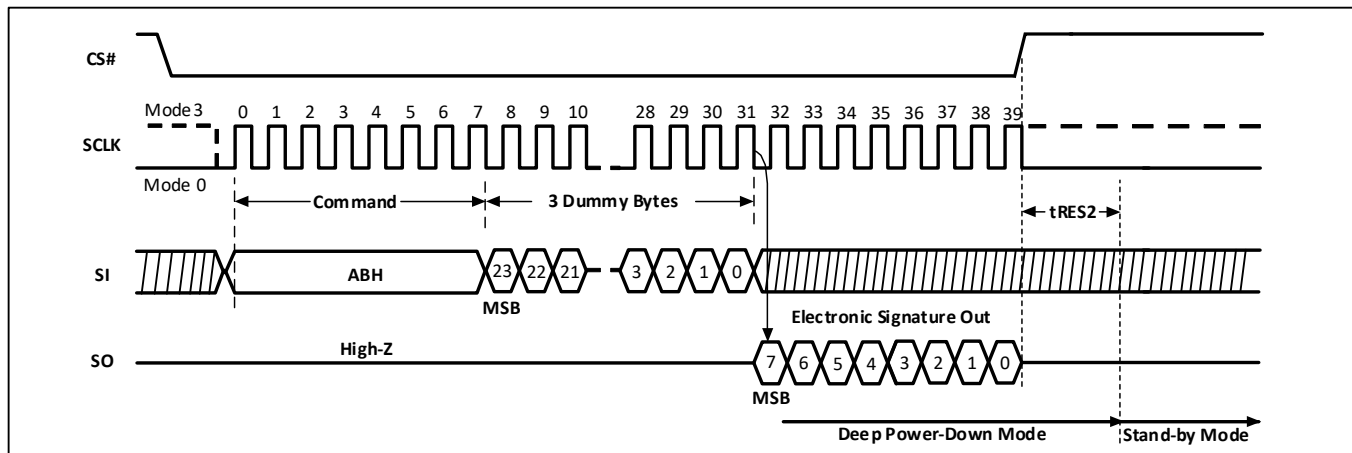 CS#
Mode 3
0 1 2 3 4 5 6 7 8 9 10 28 29 30 31 32 33 34 35 36 37 38 39
SCLK
Mode 0
Command
3 Dummy Bytes
tRES2
SI
ABH
23 22 21 3 2 1 0
MSB
Electronic Signature Out
High-Z
SO
7 6 5 4 3 2 1 0
MSB
Deep Power-Down Mode
Stand-by Mode